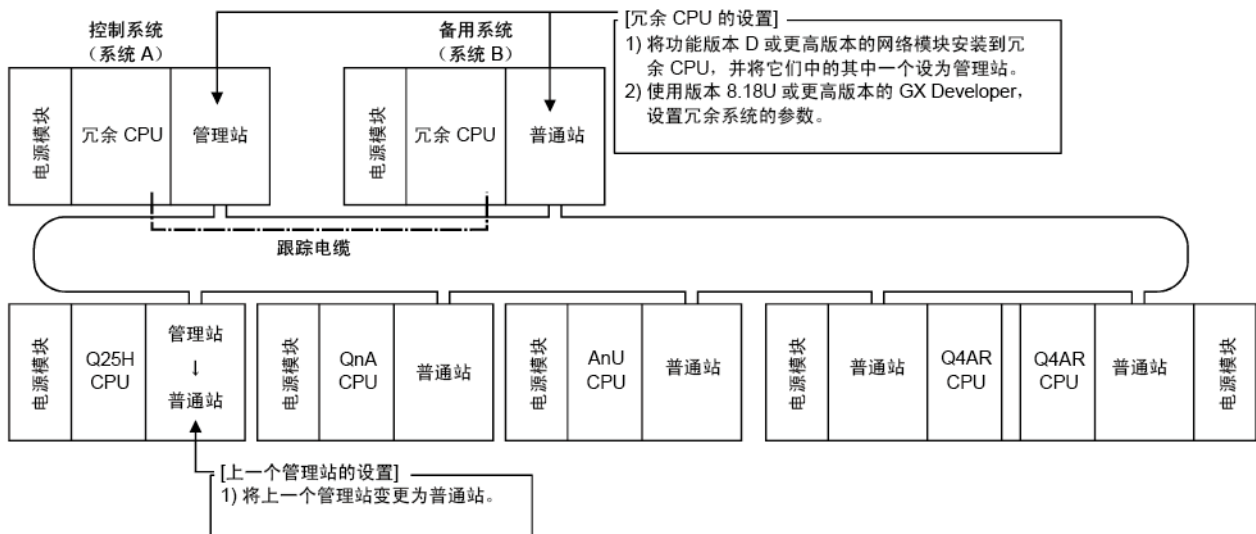 控制系统
（系统 A）
备用系统
（系统 B）
[冗余 CPU 的设置]
1) 将功能版本 D 或更高版本的网络模块安装到冗
余 CPU，并将它们中的其中一个设为管理站。
2) 使用版本 8.18U 或更高版本的 GX Developer，
设置冗余系统的参数。
电源模块
冗余 CPU
管理站
电源模块
冗余 CPU
普通站
跟踪电缆
电源模块
Q25H
CPU
管理站
↓
普通站
电源模块
QnA
CPU
普通站
电源模块
AnU
CPU
普通站
电源模块
普通站
Q4AR
CPU
Q4AR
CPU
普通站
电源模块
[上一个管理站的设置]
1) 将上一个管理站变更为普通站。